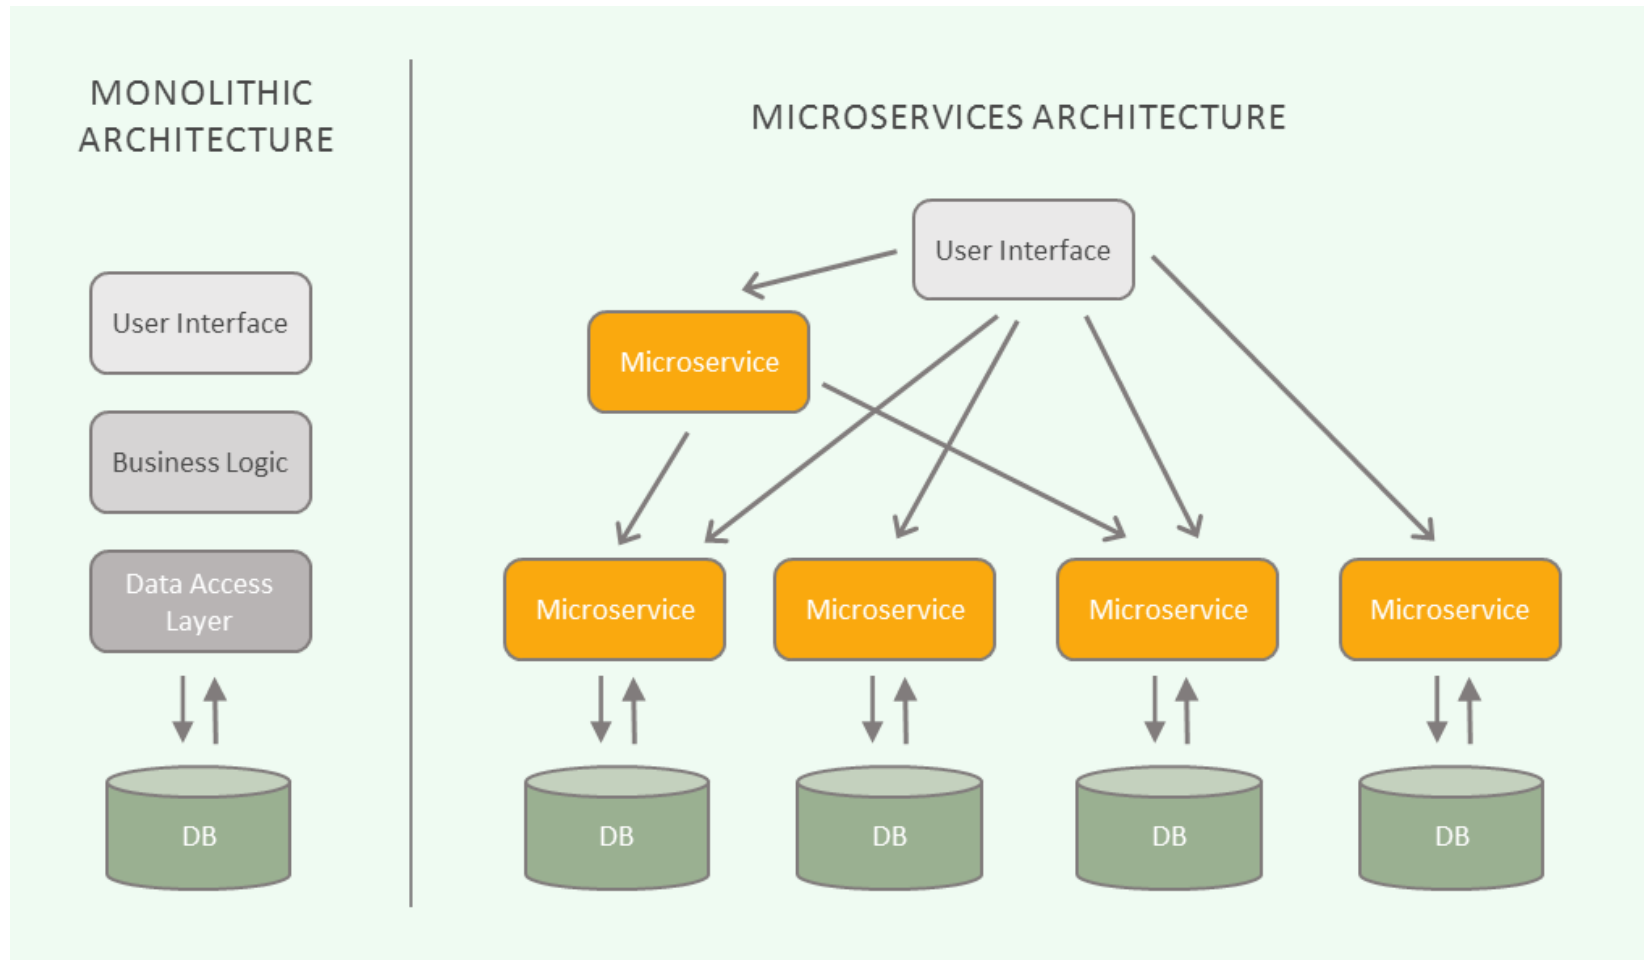 MONOLITHIC
ARCHITECTURE
User Interface
Business Logic
Data Access
Layer
DB
MICROSERVICES ARCHITECTURE
User Interface
Microservice
Microservice
Microservice
Microservice
Microservice
DB
DB
DB
DB